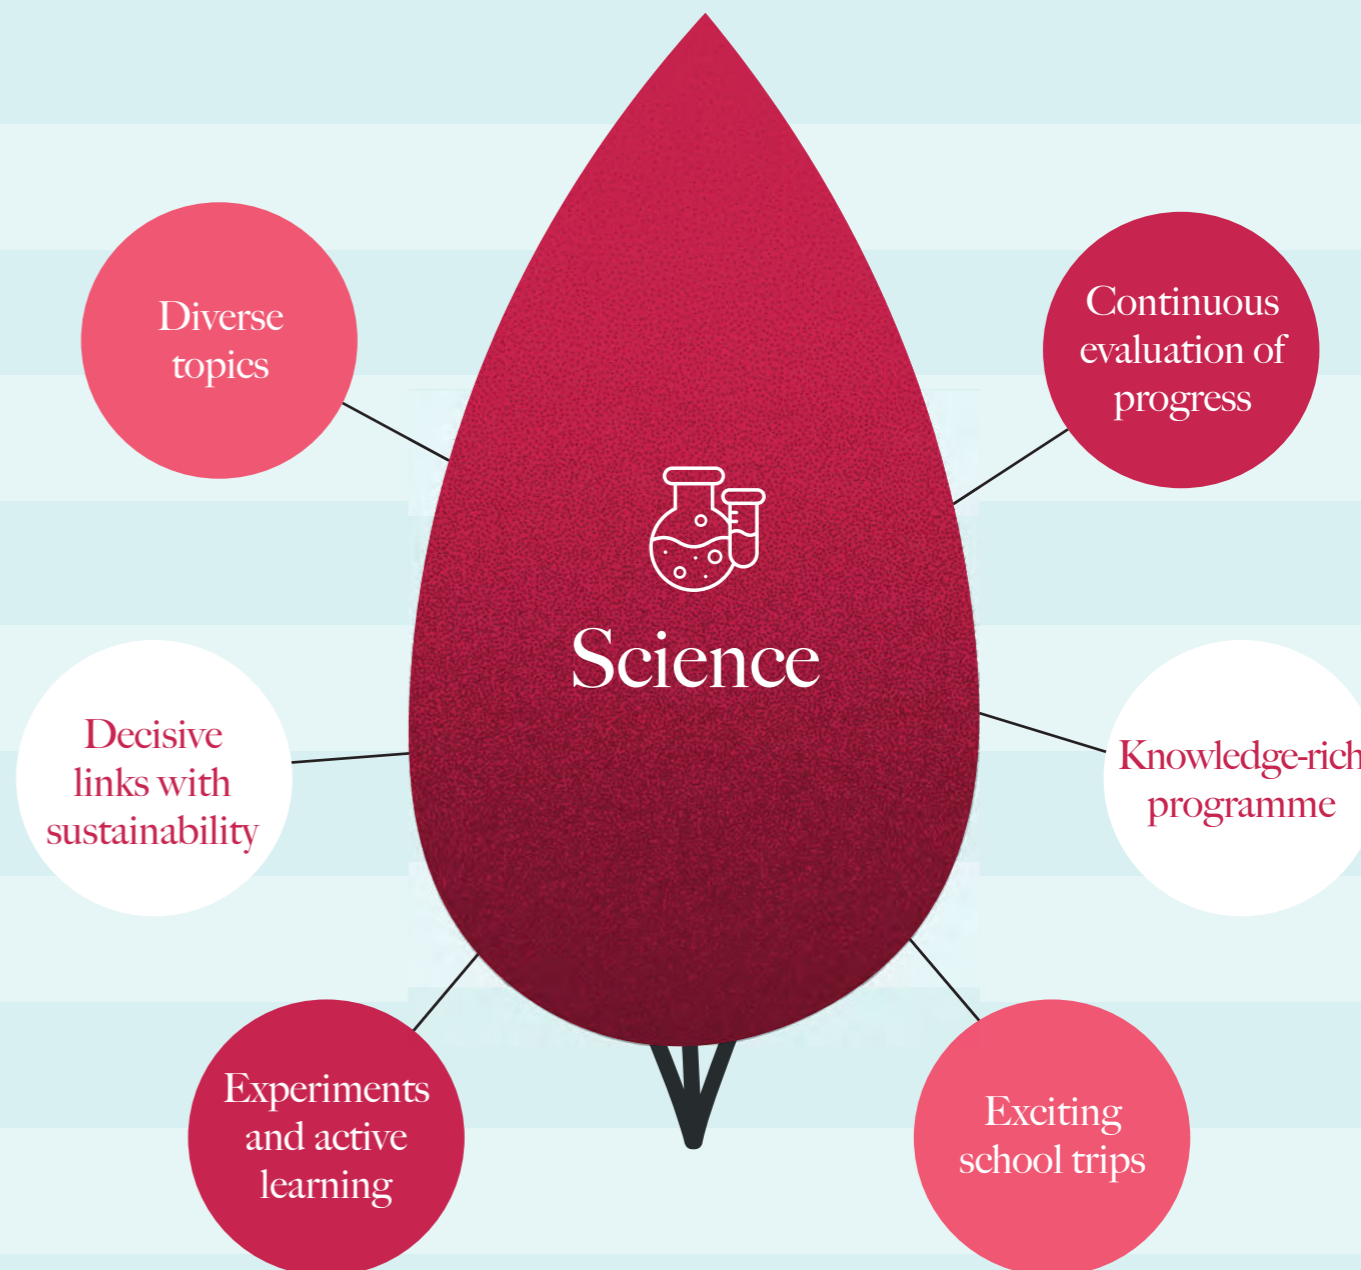 Diverse
topics
Continuous
evaluation of
progress
Science
Decisive
links with
sustainability
Knowledge-rich
programme
Experiments
and active
learning
Exciting
school trips